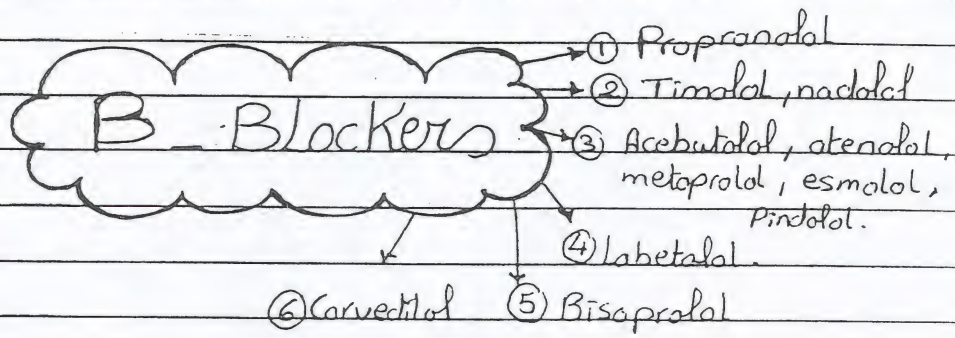 B_Blockers
① Propranolol
② Timolol, nadolol
③ Acebutolol, atenolol,
metoprolol, esmolol,
Pindolol.
④ Labetalol.
⑤ Bisoprolol
⑥ Carvedilol